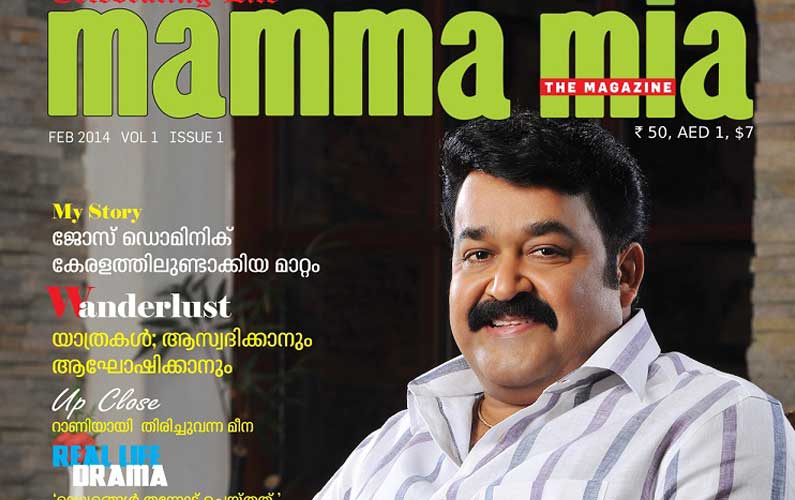 mamma mia
THE MAGAZINE
FEB 2014 VOL 1 ISSUE 1
₹ 50, AED 1, $7
My Story
ജോസ് ഡൊമിനിക്
കേരളത്തിലുണ്ടാക്കിയ മാറ്റം
Wanderlust
യാത്രകൾ; ആസ്വദിക്കാനും
ആഘോഷിക്കാനും
Up Close
റാണിയായി തിരിച്ചുവന്ന മീന
REAL LIFE
DRAMA